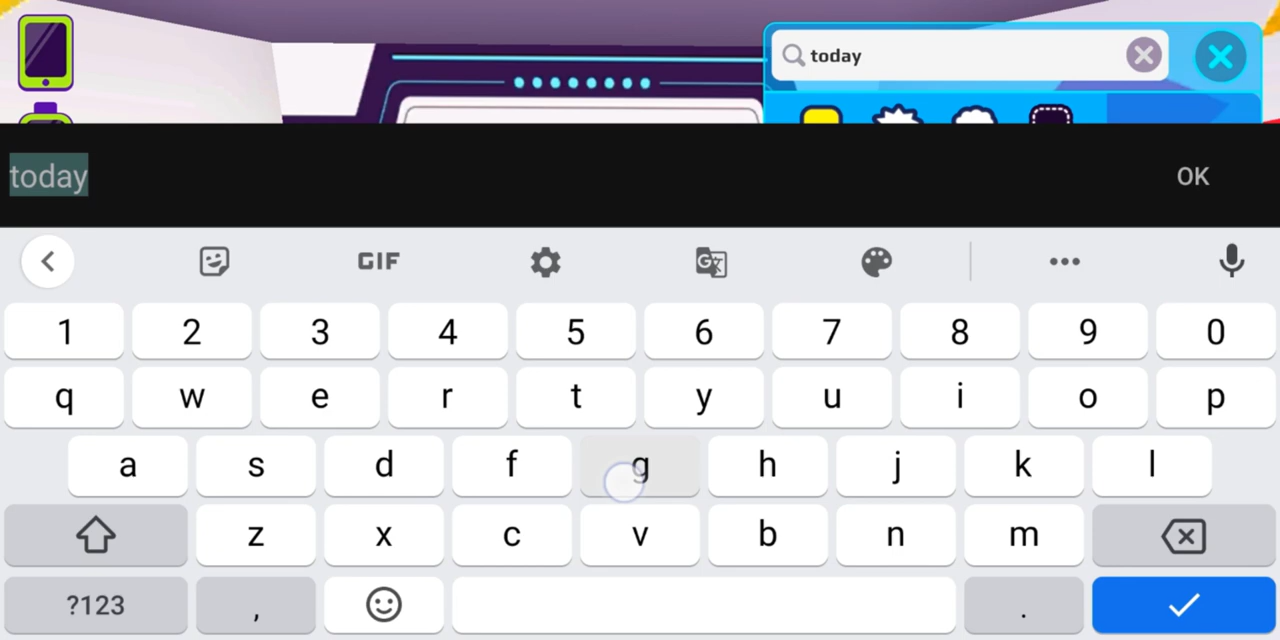 today
today
OK
GIF
G
1 2 3 4 5 6 7 8 9 0
q w e r t y u i o p
a s d f g h j k l
z x c v b n m
?123 , .